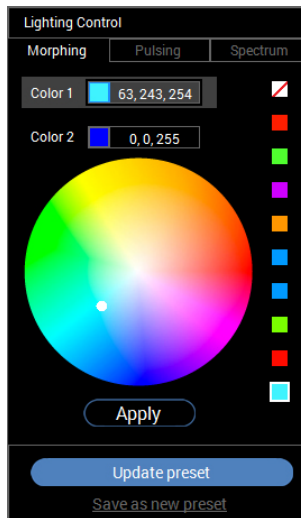 Lighting Control
Morphing Pulsing Spectrum
Color 1 63, 243, 254
Color 2 0, 0, 255
Apply
Update preset
Save as new preset